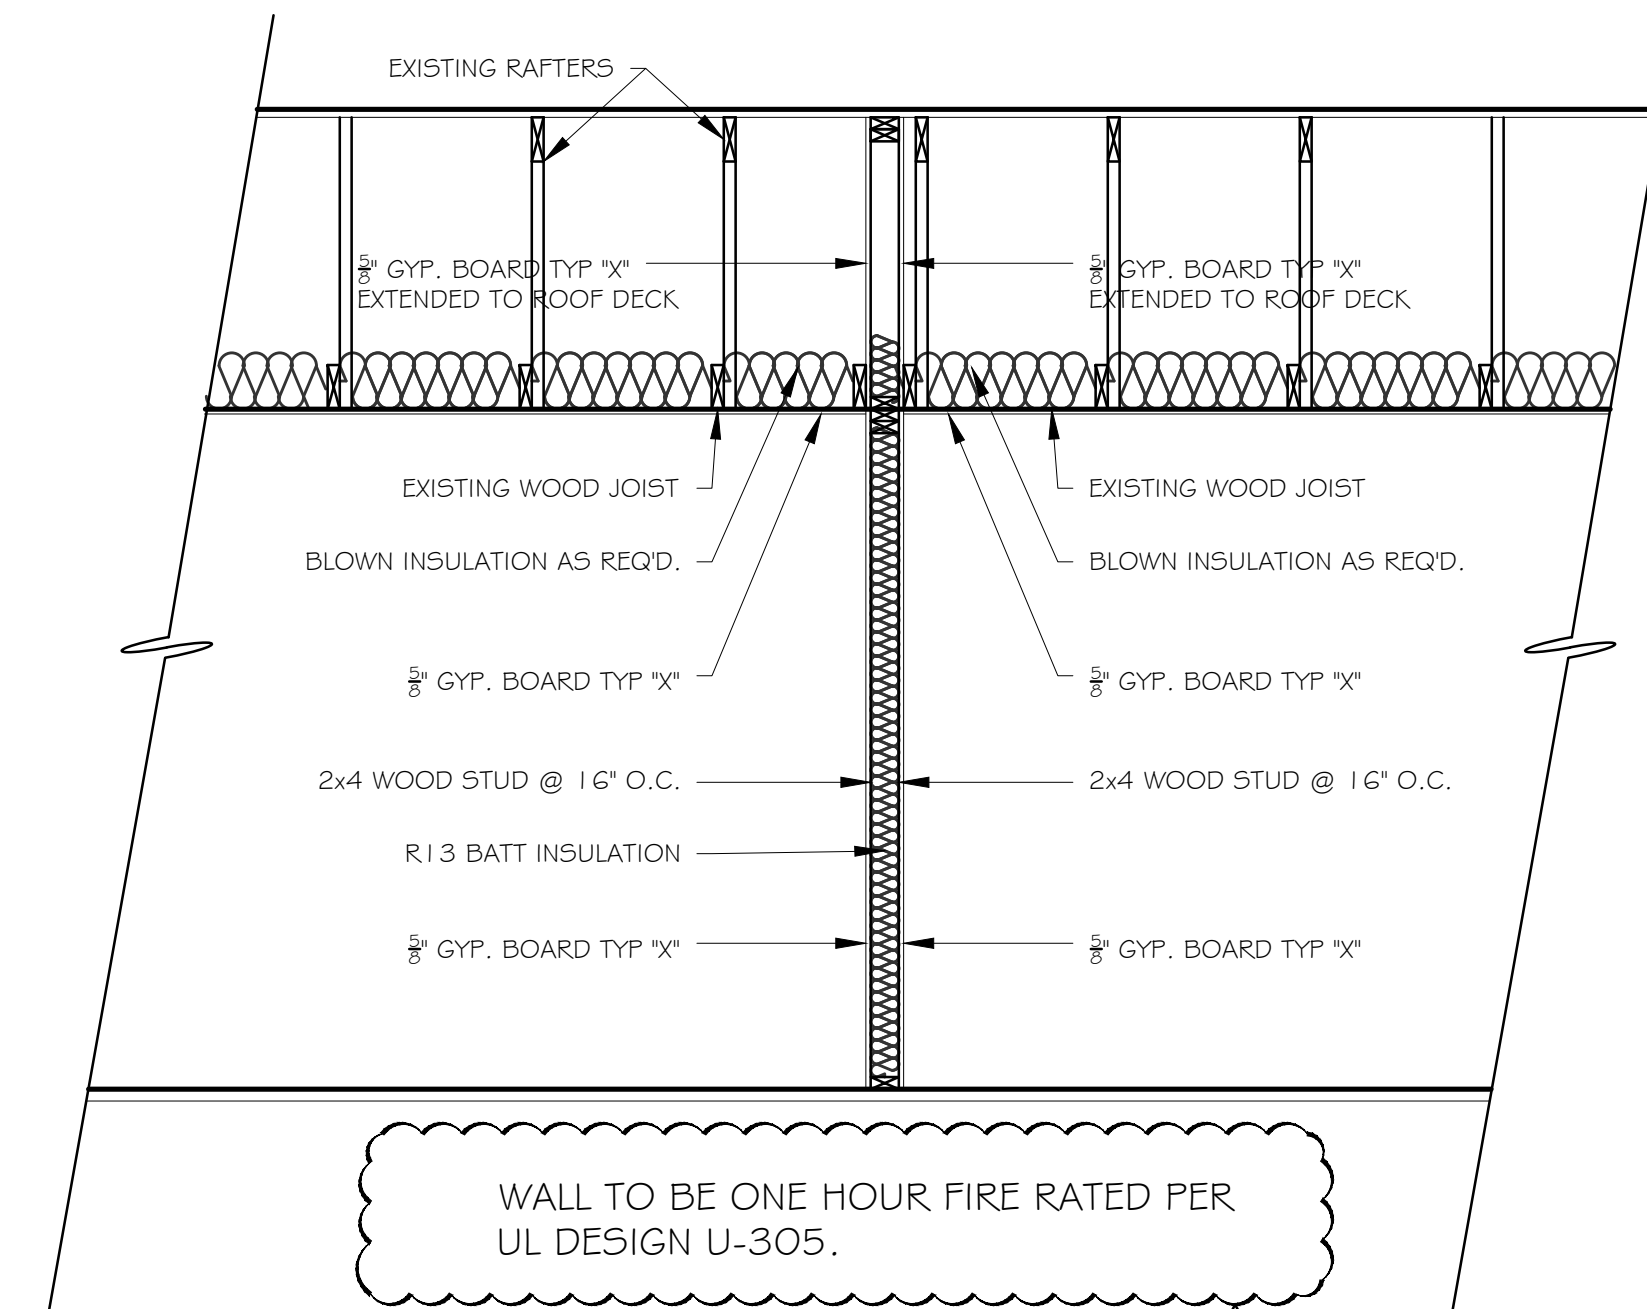 EXISTING RAFTERS
5/8" GYP. BOARD TYP "X"
EXTENDED TO ROOF DECK
5/8" GYP. BOARD TYP "X"
EXTENDED TO ROOF DECK
EXISTING WOOD JOIST
EXISTING WOOD JOIST
BLOWN INSULATION AS REQ'D.
BLOWN INSULATION AS REQ'D.
5/8" GYP. BOARD TYP "X"
5/8" GYP. BOARD TYP "X"
2x4 WOOD STUD @ 16" O.C.
2x4 WOOD STUD @ 16" O.C.
R13 BATT INSULATION
5/8" GYP. BOARD TYP "X"
5/8" GYP. BOARD TYP "X"
WALL TO BE ONE HOUR FIRE RATED PER
UL DESIGN U-305.